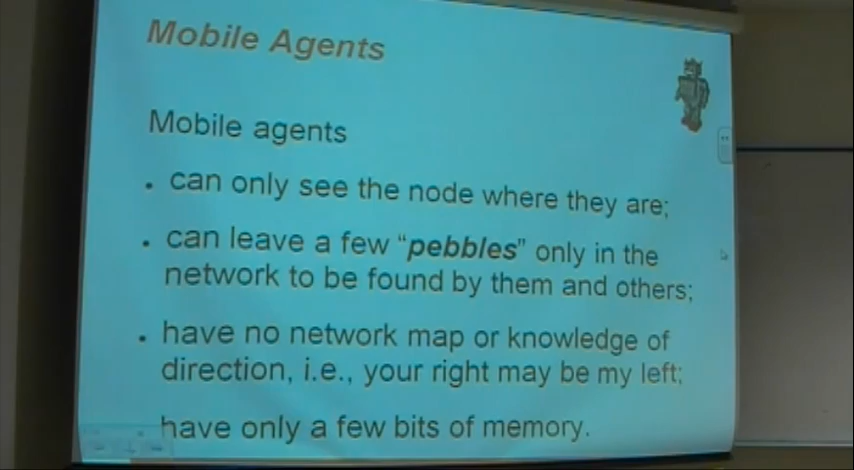 Mobile Agents
Mobile agents
• can only see the node where they are;
• can leave a few “pebbles” only in the
network to be found by them and others;
• have no network map or knowledge of
direction, i.e., your right may be my left;
have only a few bits of memory.